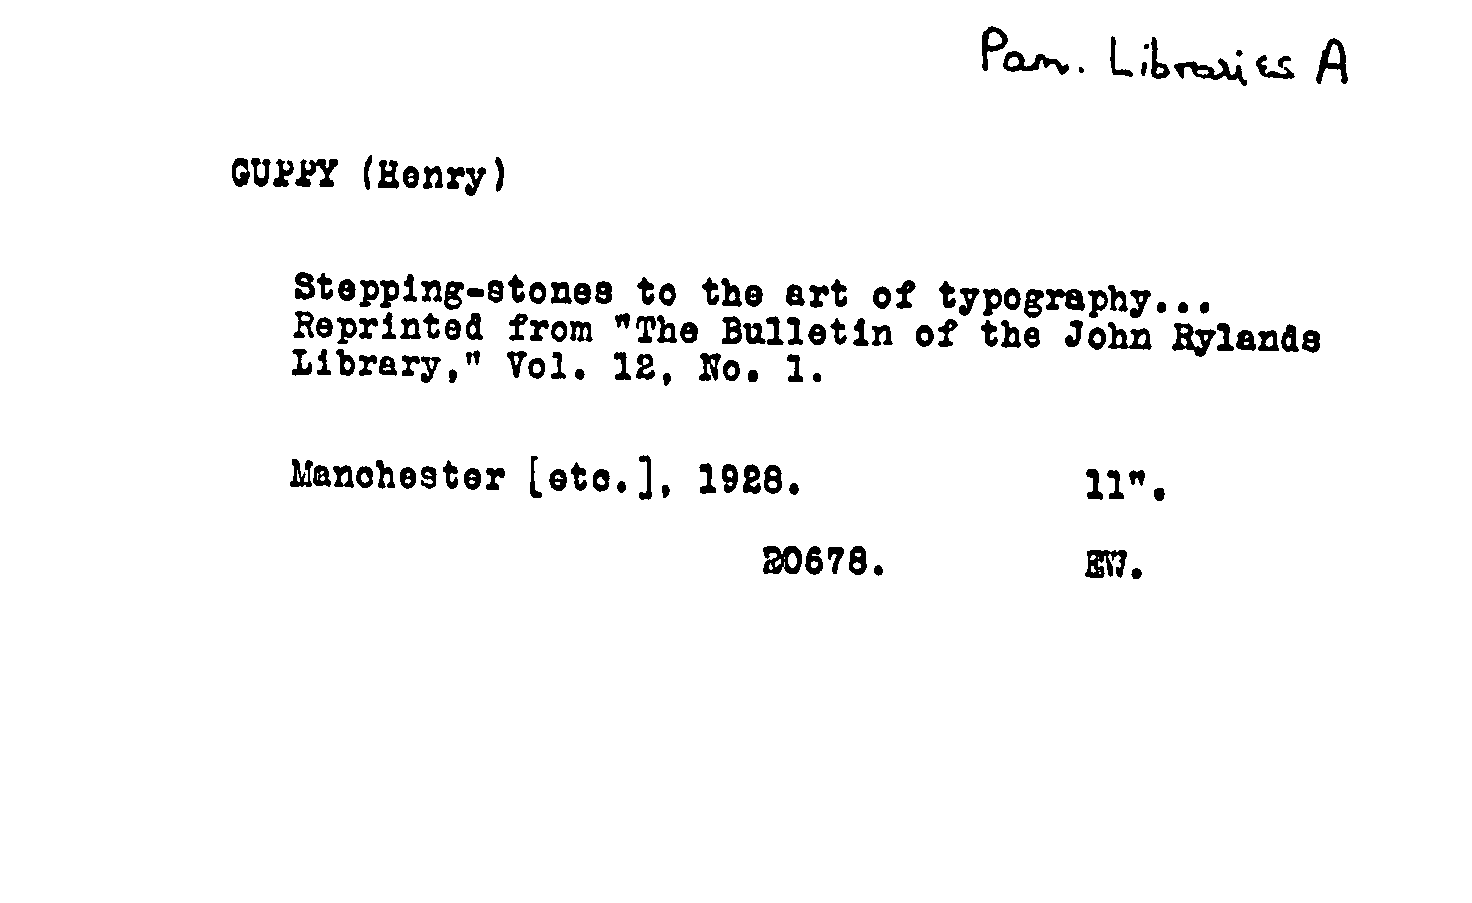 Pam. Libraries A
GUPPY (Henry)
Stepping-stones to the art of typography...
Reprinted from "The Bulletin of the John Rylands
Library," Vol. 12, No. 1.
Manchester [etc.], 1928. 11".
20678. EW.